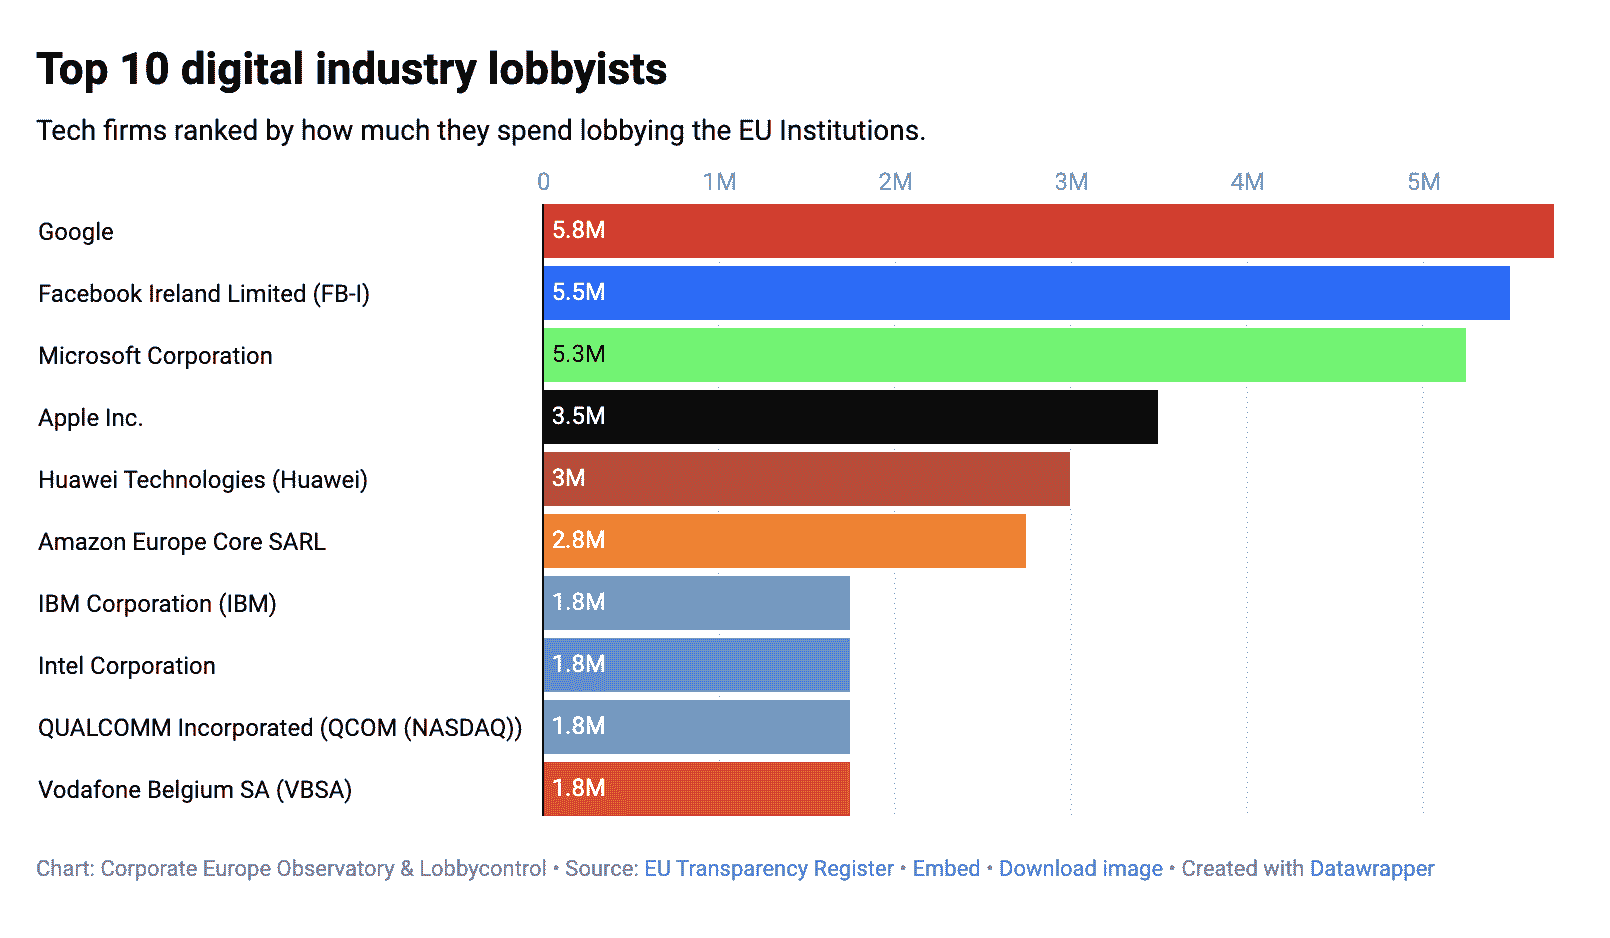 Top 10 digital industry lobbyists
Tech firms ranked by how much they spend lobbying the EU Institutions.
0 1M 2M 3M 4M 5M
Google 5.8M
Facebook Ireland Limited (FB-I) 5.5M
Microsoft Corporation 5.3M
Apple Inc. 3.5M
Huawei Technologies (Huawei) 3M
Amazon Europe Core SARL 2.8M
IBM Corporation (IBM) 1.8M
Intel Corporation 1.8M
QUALCOMM Incorporated (QCOM (NASDAQ)) 1.8M
Vodafone Belgium SA (VBSA) 1.8M
Chart: Corporate Europe Observatory & Lobbycontrol • Source: EU Transparency Register • Embed • Download image • Created with Datawrapper